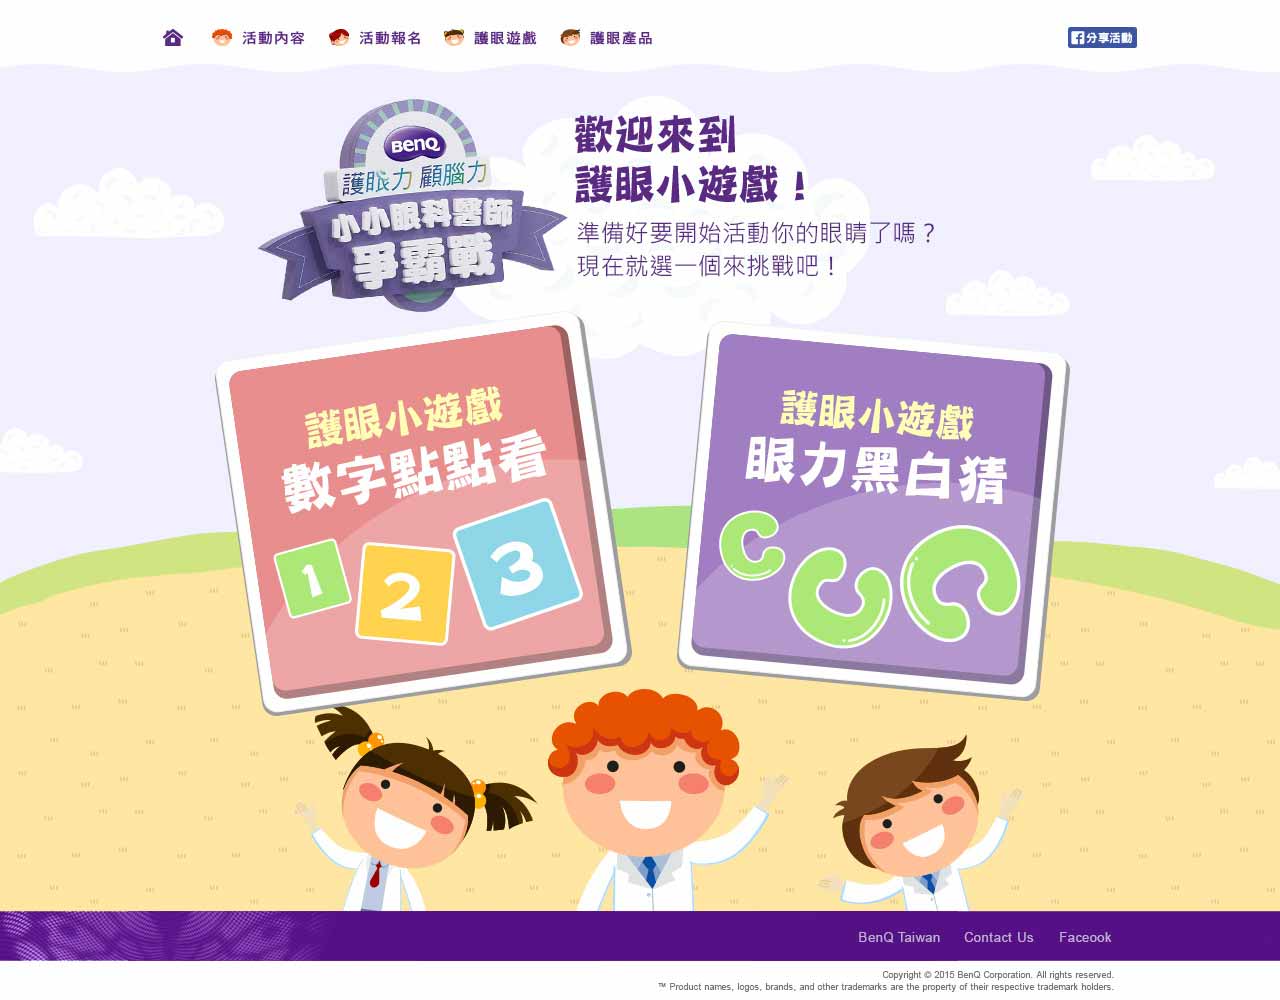 活動內容
活動報名
護眼遊戲
護眼產品
分享活動
BenQ
護眼力 顧腦力
小小眼科醫師
爭霸戰
歡迎來到
護眼小遊戲！
準備好要開始活動你的眼睛了嗎？
現在就選一個來挑戰吧！
護眼小遊戲
數字點點看
1
2
3
護眼小遊戲
眼力黑白猜
BenQ Taiwan
Contact Us
Faceook
Copyright © 2015 BenQ Corporation. All rights reserved.
™ Product names, logos, brands, and other trademarks are the property of their respective trademark holders.